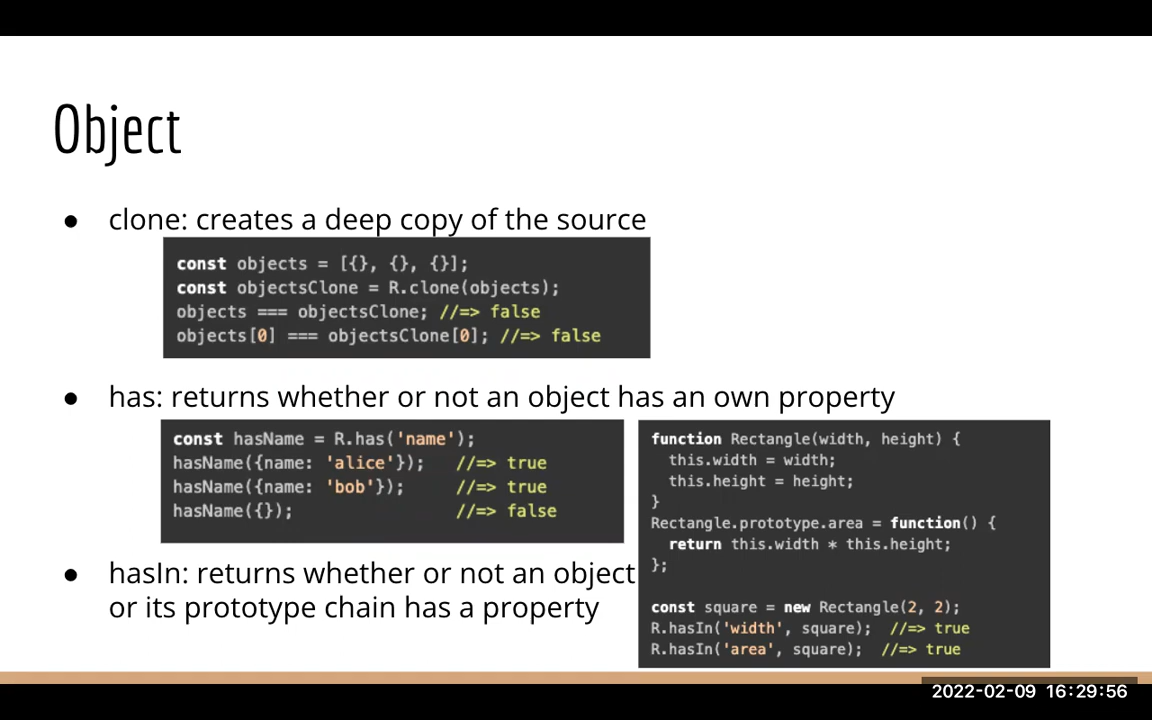 Object
● clone: creates a deep copy of the source
const objects = [{}, {}, {}];
const objectsClone = R.clone(objects);
objects === objectsClone; //=> false
objects[0] === objectsClone[0]; //=> false
● has: returns whether or not an object has an own property
const hasName = R.has('name');
hasName({name: 'alice'});   //=> true
hasName({name: 'bob'});     //=> true
hasName({});                //=> false
● hasIn: returns whether or not an object
or its prototype chain has a property
function Rectangle(width, height) {
  this.width = width;
  this.height = height;
}
Rectangle.prototype.area = function() {
  return this.width * this.height;
};
const square = new Rectangle(2, 2);
R.hasIn('width', square);  //=> true
R.hasIn('area', square);  //=> true
2022-02-09 16:29:56